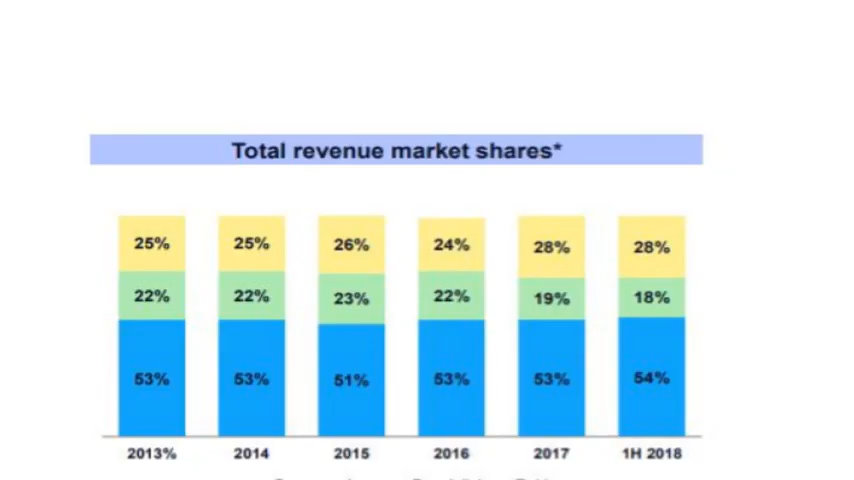 Total revenue market shares*
25% 25% 26% 24% 28% 28%
22% 22% 23% 22% 19% 18%
53% 53% 51% 53% 53% 54%
2013% 2014 2015 2016 2017 1H 2018